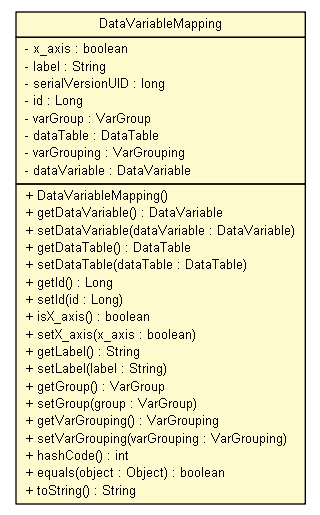 DataVariableMapping
- x_axis : boolean
- label : String
- serialVersionUID : long
- id : Long
- varGroup : VarGroup
- dataTable : DataTable
- varGrouping : VarGrouping
- dataVariable : DataVariable
+ DataVariableMapping()
+ getDataVariable() : DataVariable
+ setDataVariable(dataVariable : DataVariable)
+ getDataTable() : DataTable
+ setDataTable(dataTable : DataTable)
+ getId() : Long
+ setId(id : Long)
+ isX_axis() : boolean
+ setX_axis(x_axis : boolean)
+ getLabel() : String
+ setLabel(label : String)
+ getGroup() : VarGroup
+ setGroup(group : VarGroup)
+ getVarGrouping() : VarGrouping
+ setVarGrouping(varGrouping : VarGrouping)
+ hashCode() : int
+ equals(object : Object) : boolean
+ toString() : String